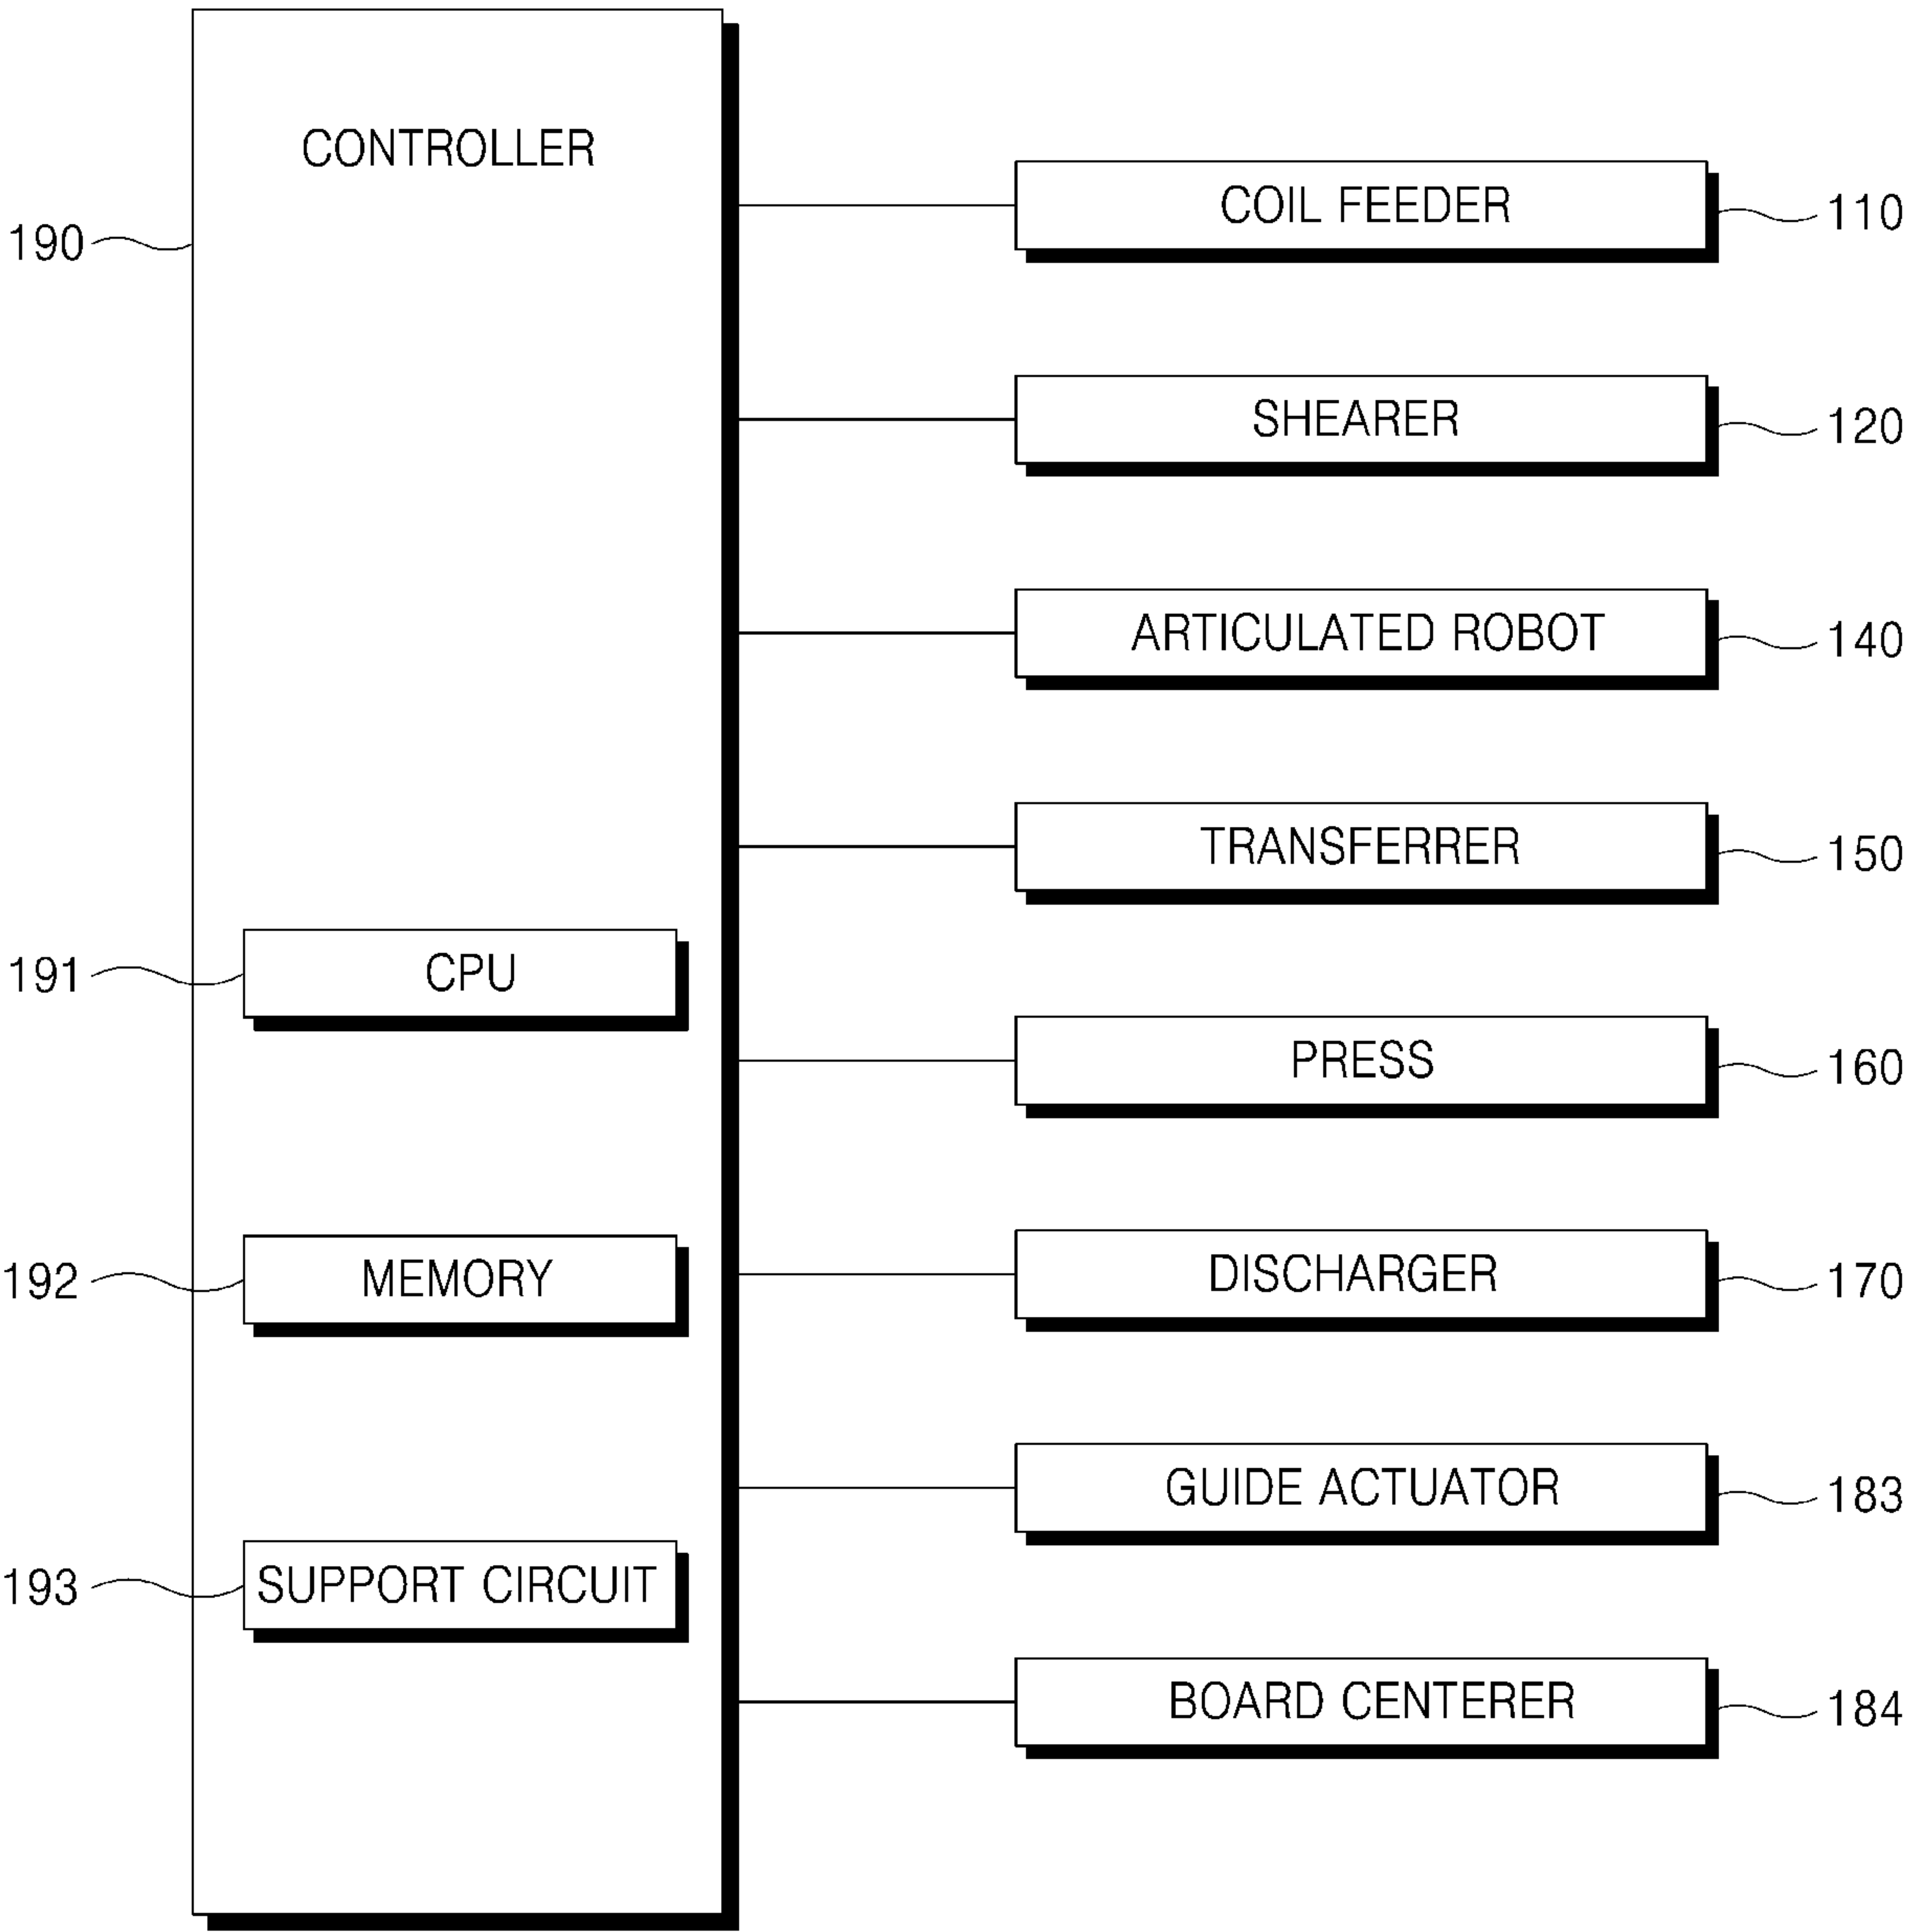 CONTROLLER
190
COIL FEEDER
110
SHEARER
120
ARTICULATED ROBOT
140
TRANSFERRER
150
191
CPU
PRESS
160
192
MEMORY
DISCHARGER
170
GUIDE ACTUATOR
183
193
SUPPORT CIRCUIT
BOARD CENTERER
184